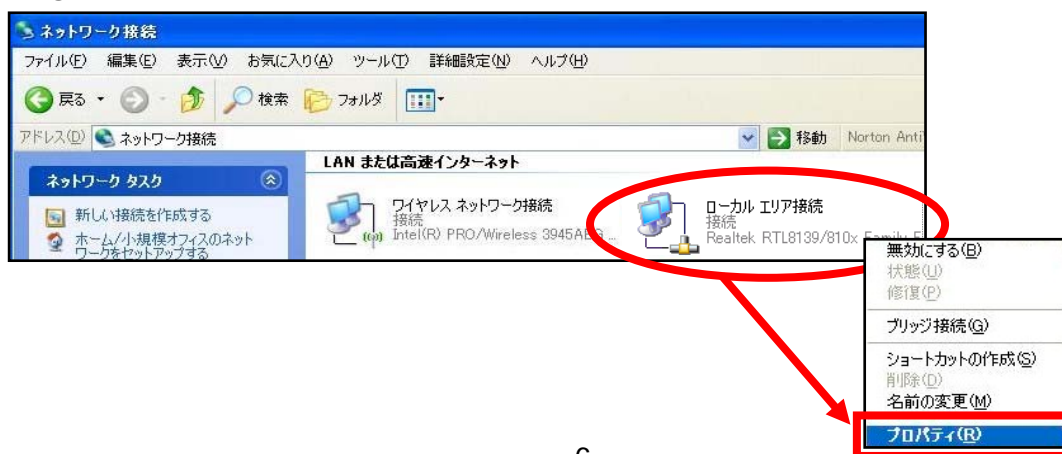 ネットワーク接続
ファイル(F) 編集(E) 表示(V) お気に入り(A) ツール(T) 詳細設定(N) ヘルプ(H)
戻る 検索 フォルダ
アドレス(D) ネットワーク接続 移動 Norton Anti
ネットワーク タスク
新しい接続を作成する
ホーム/小規模オフィスのネット
ワークをセットアップする
LAN または高速インターネット
ワイヤレス ネットワーク接続
接続
Intel(R) PRO/Wireless 3945ABG...
ローカル エリア接続
接続
Realtek RTL8139/810x Family F
無効にする(B)
状態(U)
修復(P)
ブリッジ接続(G)
ショートカットの作成(S)
削除(D)
名前の変更(M)
プロパティ(R)